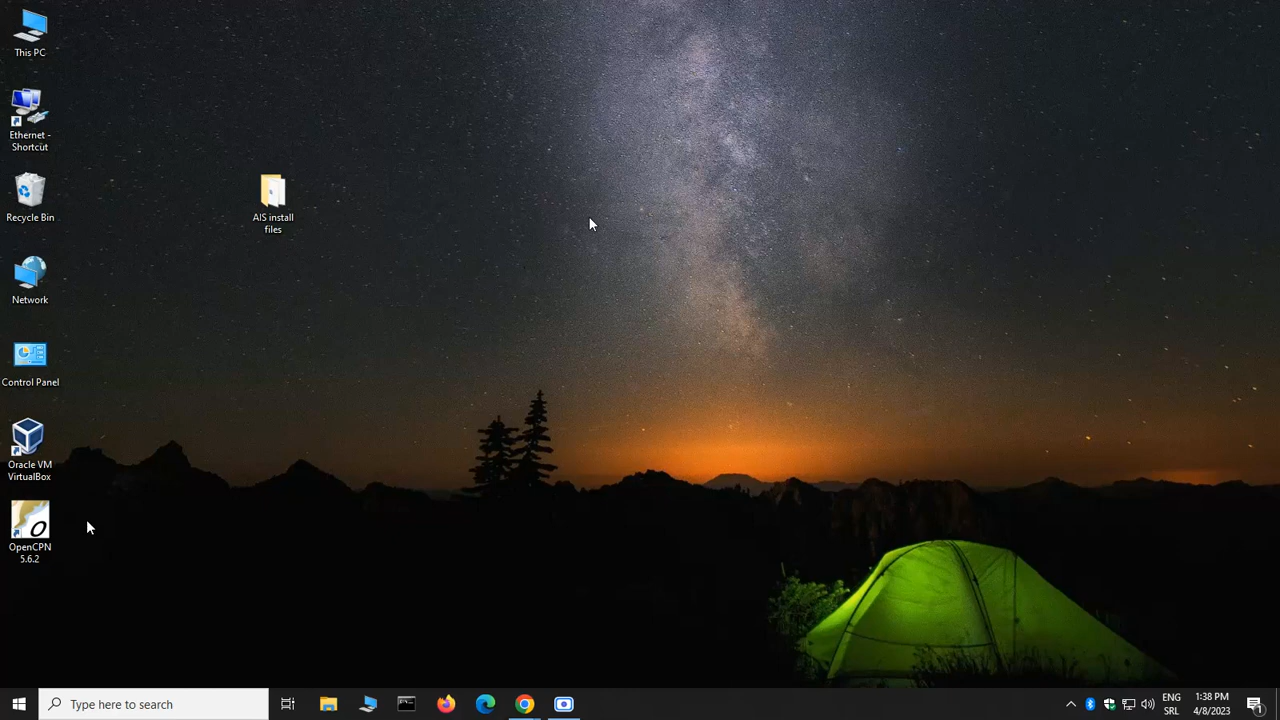 This PC
Ethernet -
Shortcut
Recycle Bin
AIS install
files
Network
Control Panel
Oracle VM
VirtualBox
O
OpenCPN
5.6.2
Type here to search
ENG
SRL
1:38 PM
4/8/2023
1